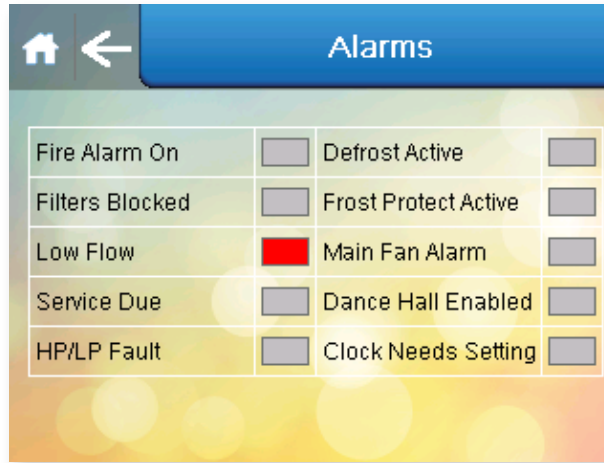 Alarms
Fire Alarm On Defrost Active
Filters Blocked Frost Protect Active
Low Flow Main Fan Alarm
Service Due Dance Hall Enabled
HP/LP Fault Clock Needs Setting